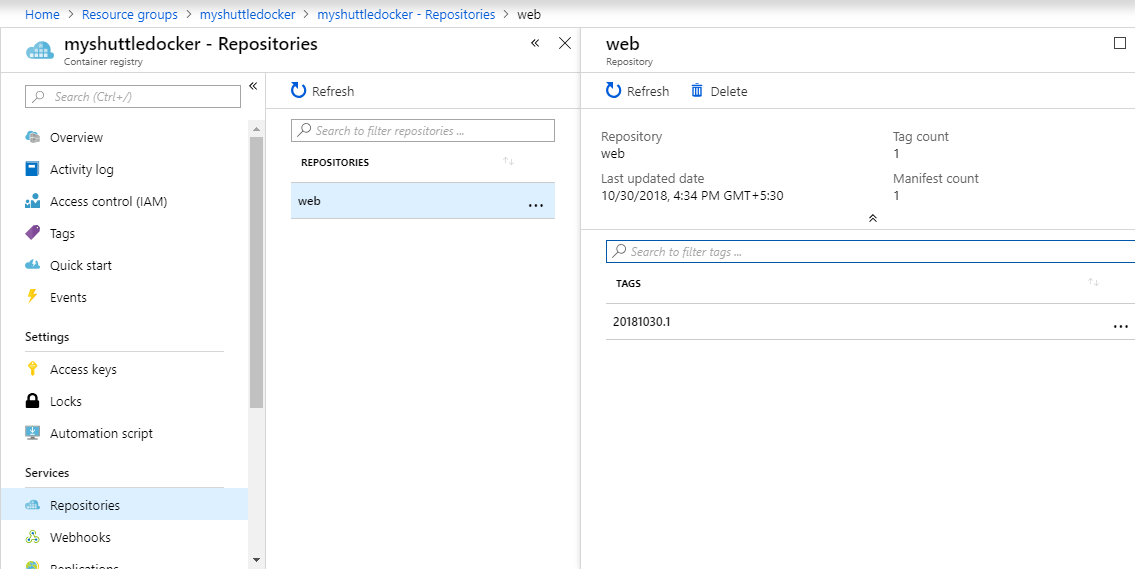 Home > Resource groups > myshuttledocker > myshuttledocker - Repositories > web
myshuttledocker - Repositories
Container registry
«
Search (Ctrl+/)
«
Overview
Activity log
Access control (IAM)
Tags
Quick start
Events
Settings
Access keys
Locks
Automation script
Services
Repositories
Webhooks
Replications
Refresh
Search to filter repositories ...
REPOSITORIES
web
...
web
Repository
Refresh
Delete
Repository
web
Tag count
1
Last updated date
10/30/2018, 4:34 PM GMT+5:30
Manifest count
1
Search to filter tags ...
TAGS
20181030.1
...